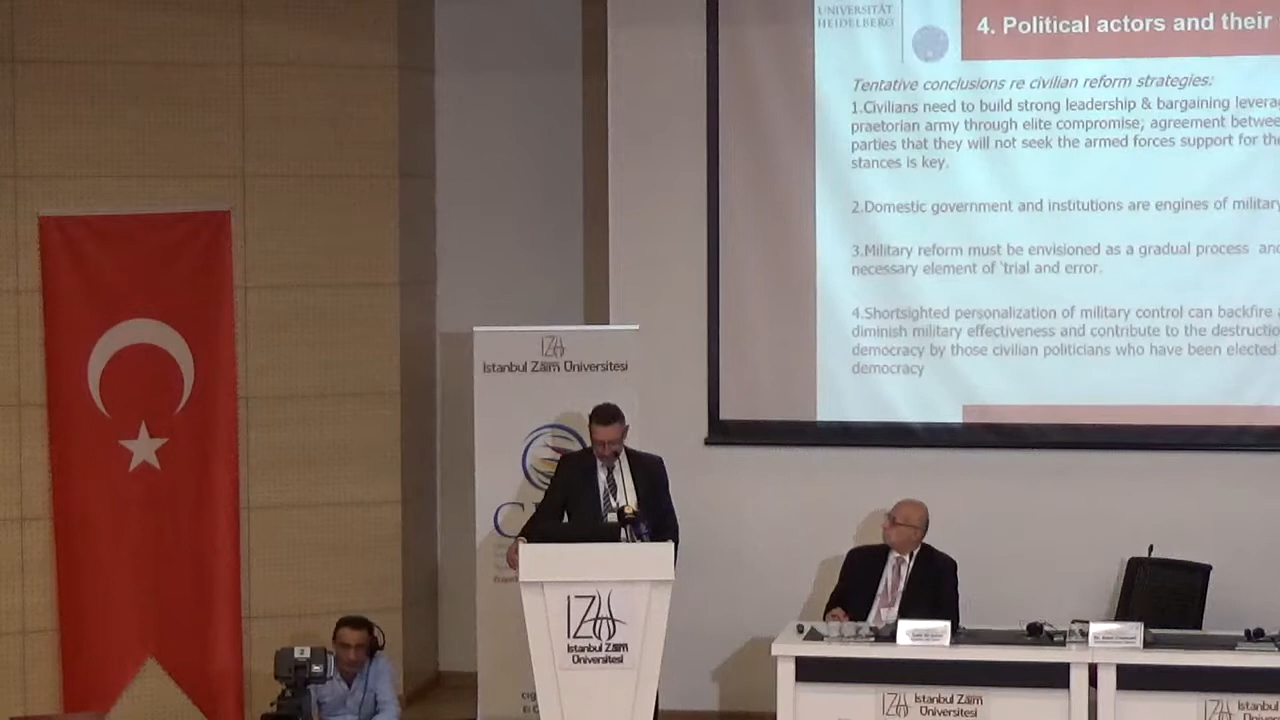 UNIVERSITÄT
HEIDELBERG
4. Political actors and their
Tentative conclusions re civilian reform strategies:
1.Civilians need to build strong leadership & bargaining
praetorian army through elite compromise; agreement
parties that they will not seek the armed forces support for
stances is key.
2.Domestic government and institutions are engines of military
3.Military reform must be envisioned as a gradual process
necessary element of 'trial and error.
4.Shortsighted personalization of military control can backfire
diminish military effectiveness and contribute to the
democracy by those civilian politicians who have been elected
democracy
İZÜ
İstanbul Zaim Üniversitesi
İZÜ
İstanbul Zaim
Üniversitesi
İZÜ
İstanbul Zaim
Üniversitesi